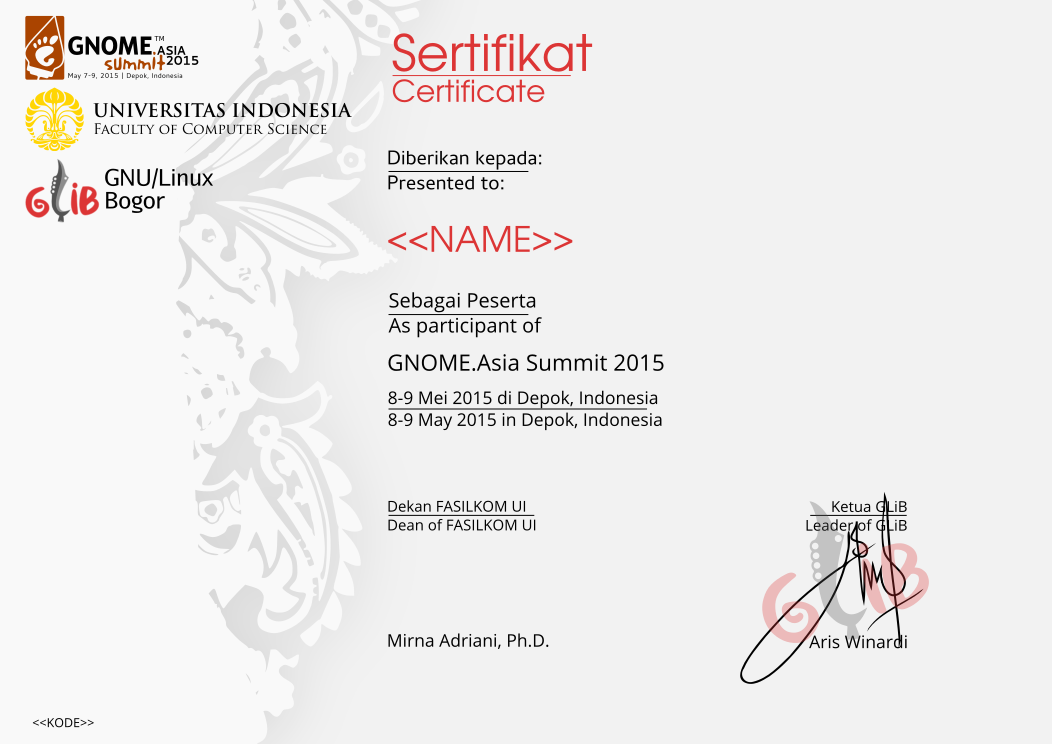 GNOME™.ASIA
summit2015
May 7-9, 2015 | Depok, Indonesia
UNIVERSITAS INDONESIA
FACULTY OF COMPUTER SCIENCE
GLiB
GNU/Linux
Bogor
Sertifikat
Certificate
Diberikan kepada:
Presented to:
<<NAME>>
Sebagai Peserta
As participant of
GNOME.Asia Summit 2015
8-9 Mei 2015 di Depok, Indonesia
8-9 May 2015 in Depok, Indonesia
Dekan FASILKOM UI
Dean of FASILKOM UI
Mirna Adriani, Ph.D.
Ketua GLiB
Leader of GLiB
GLiB
Aris Winardi
<<KODE>>